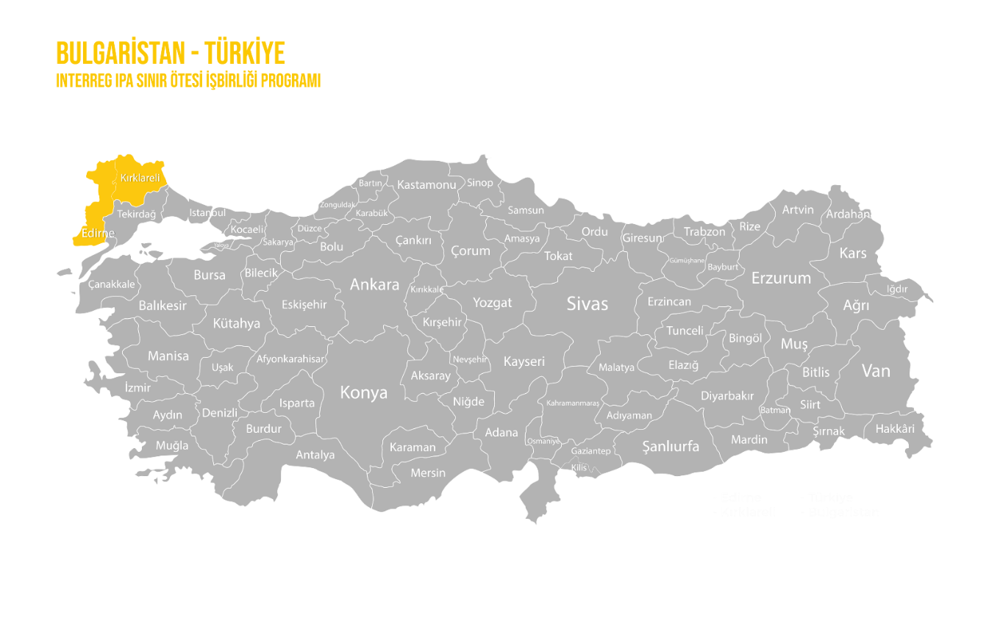 BULGARİSTAN - TÜRKİYE
INTERREG IPA SINIR ÖTESİ İŞBİRLİĞİ PROGRAMI
Kırklareli
Edirne
Tekirdağ
Istanbul
Kocaeli
Yalova
Sakarya
Düzce
Zonguldak
Bartın
Karabük
Kastamonu
Sinop
Samsun
Bolu
Çankırı
Çorum
Amasya
Tokat
Ordu
Giresun
Trabzon
Rize
Artvin
Ardahan
Gümüşhane
Bayburt
Kars
Iğdır
Ağrı
Erzurum
Erzincan
Çanakkale
Balıkesir
Bursa
Bilecik
Eskişehir
Kütahya
Ankara
Kırıkkale
Kırşehir
Yozgat
Sivas
Tunceli
Bingöl
Muş
Bitlis
Van
Manisa
Uşak
Afyonkarahisar
İzmir
Aydın
Denizli
Isparta
Burdur
Muğla
Antalya
Konya
Aksaray
Nevşehir
Niğde
Kayseri
Malatya
Elazığ
Kahramanmaraş
Adıyaman
Diyarbakır
Batman
Siirt
Şırnak
Hakkâri
Mardin
Şanlıurfa
Gaziantep
Kilis
Osmaniye
Adana
Karaman
Mersin